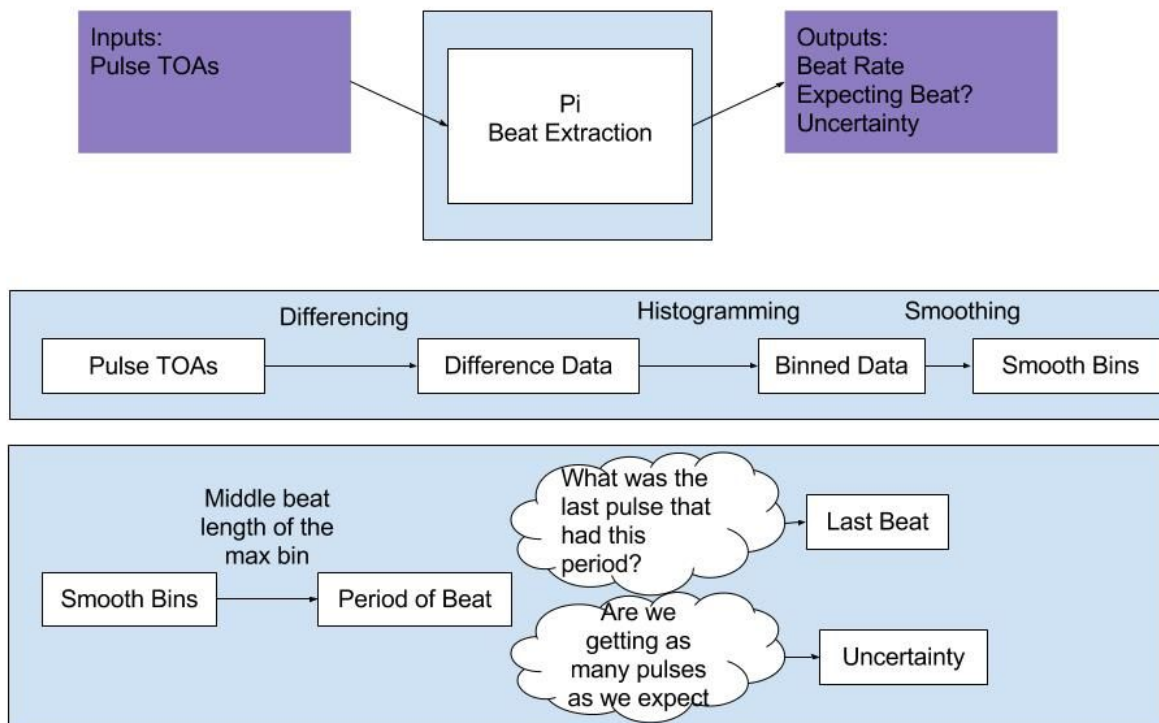 Inputs:
Pulse TOAs
Pi
Beat Extraction
Outputs:
Beat Rate
Expecting Beat?
Uncertainty
Differencing
Histogramming
Smoothing
Pulse TOAs
Difference Data
Binned Data
Smooth Bins
Middle beat
length of the
max bin
Smooth Bins
Period of Beat
What was the
last pulse that
had this
period?
Last Beat
Are we
getting as
many pulses
as we expect
Uncertainty